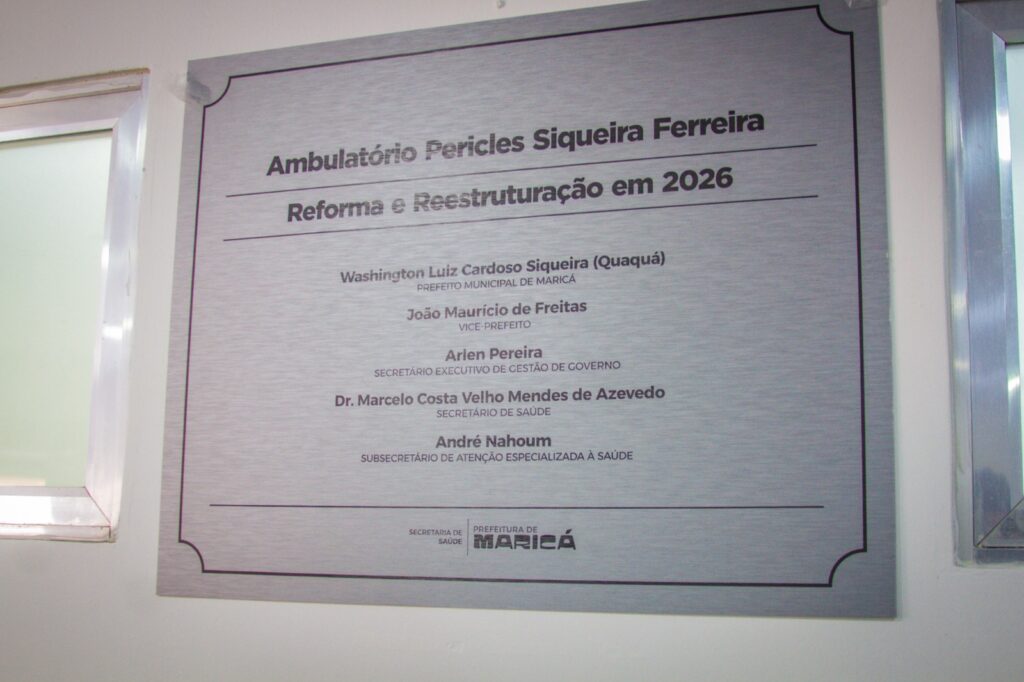 Ambulatório Pericles Siqueira Ferreira
Reforma e Reestruturação em 2026
Washington Luiz Cardoso Siqueira (Quaquá)
PREFEITO MUNICIPAL DE MARICÁ
João Maurício de Freitas
VICE-PREFEITO
Arlen Pereira
SECRETÁRIO EXECUTIVO DE GESTÃO DE GOVERNO
Dr. Marcelo Costa Velho Mendes de Azevedo
SECRETÁRIO DE SAÚDE
André Nahoum
SUBSECRETÁRIO DE ATENÇÃO ESPECIALIZADA À SAÚDE
SECRETARIA DE
SAÚDE
PREFEITURA DE
MARICÁ